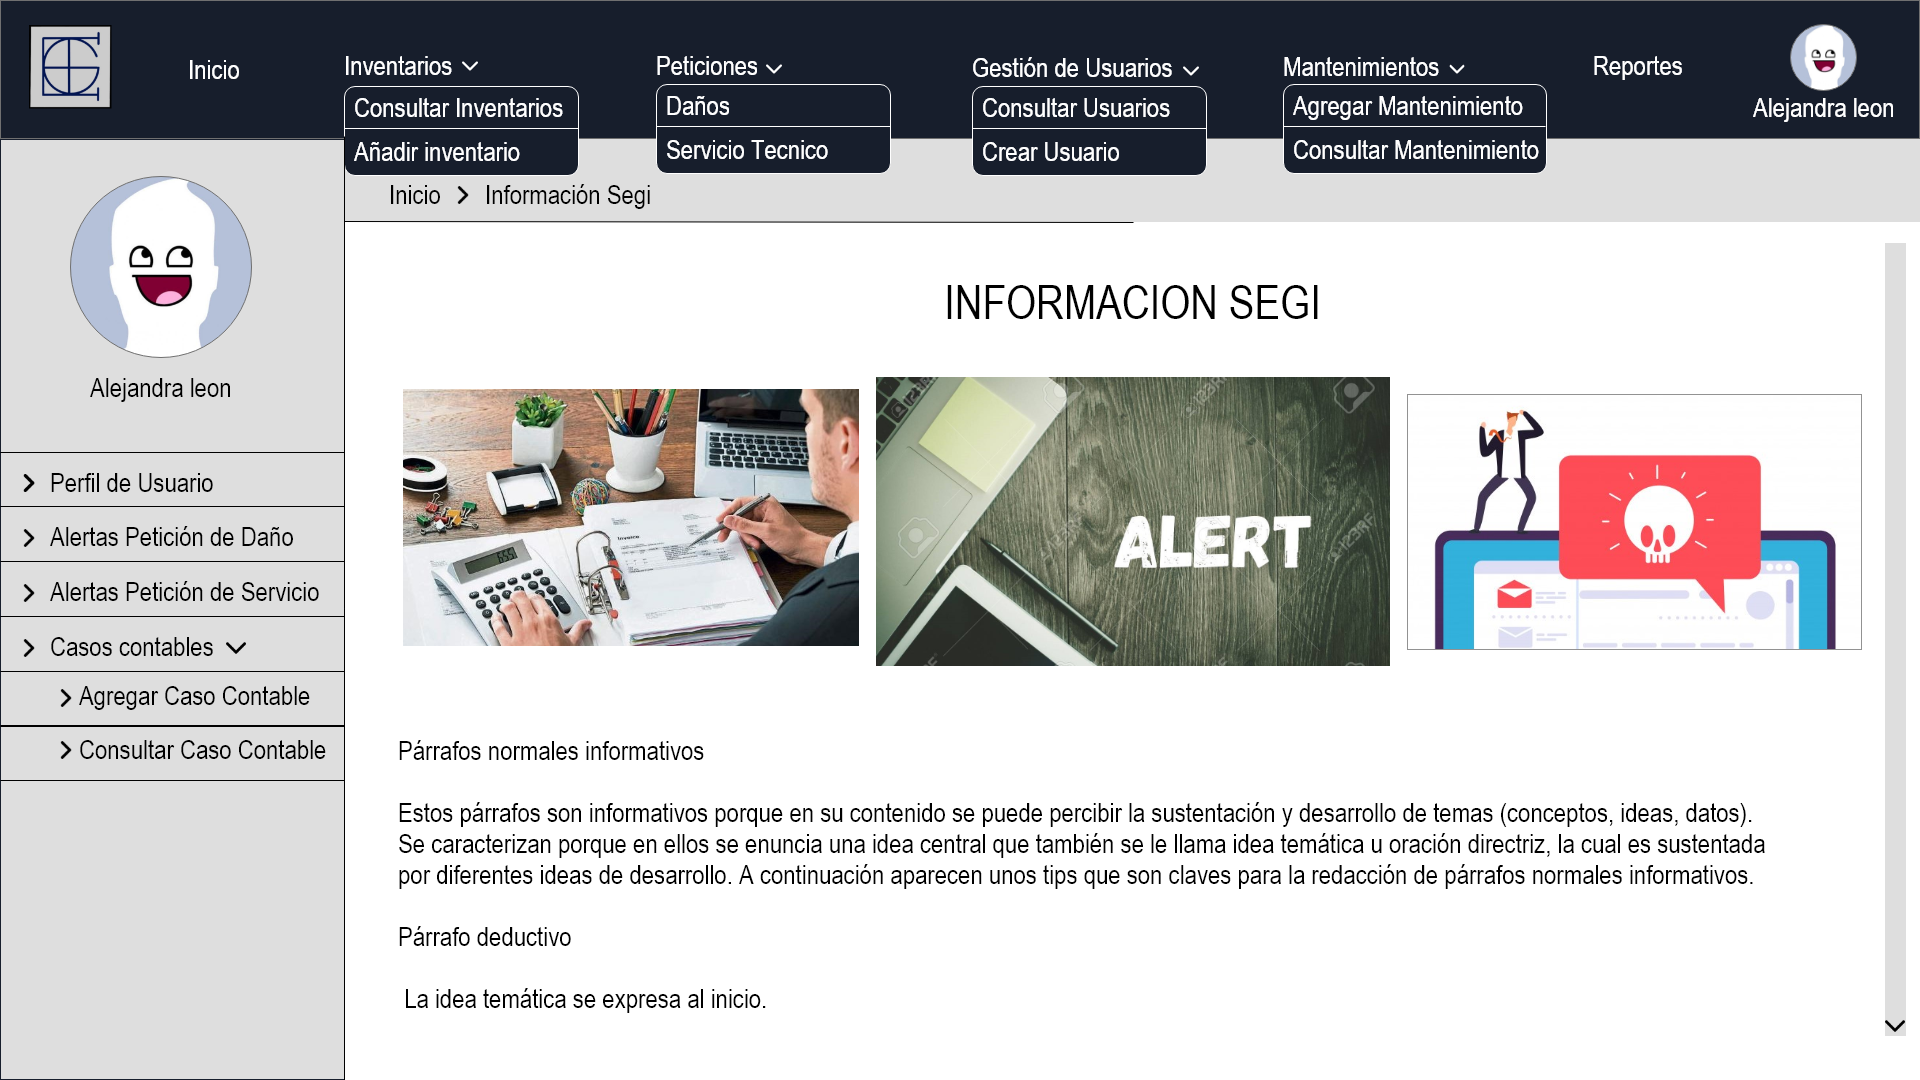 Inicio
Inventarios
Consultar Inventarios
Añadir inventario
Peticiones
Daños
Servicio Tecnico
Gestión de Usuarios
Consultar Usuarios
Crear Usuario
Mantenimientos
Agregar Mantenimiento
Consultar Mantenimiento
Reportes
Alejandra leon
Alejandra leon
Perfil de Usuario
Alertas Petición de Daño
Alertas Petición de Servicio
Casos contables
Agregar Caso Contable
Consultar Caso Contable
Inicio > Información Segi
INFORMACION SEGI
Invoice
ALERT
Párrafos normales informativos
Estos párrafos son informativos porque en su contenido se puede percibir la sustentación y desarrollo de temas (conceptos, ideas, datos).
Se caracterizan porque en ellos se enuncia una idea central que también se le llama idea temática u oración directriz, la cual es sustentada
por diferentes ideas de desarrollo. A continuación aparecen unos tips que son claves para la redacción de párrafos normales informativos.
Párrafo deductivo
La idea temática se expresa al inicio.